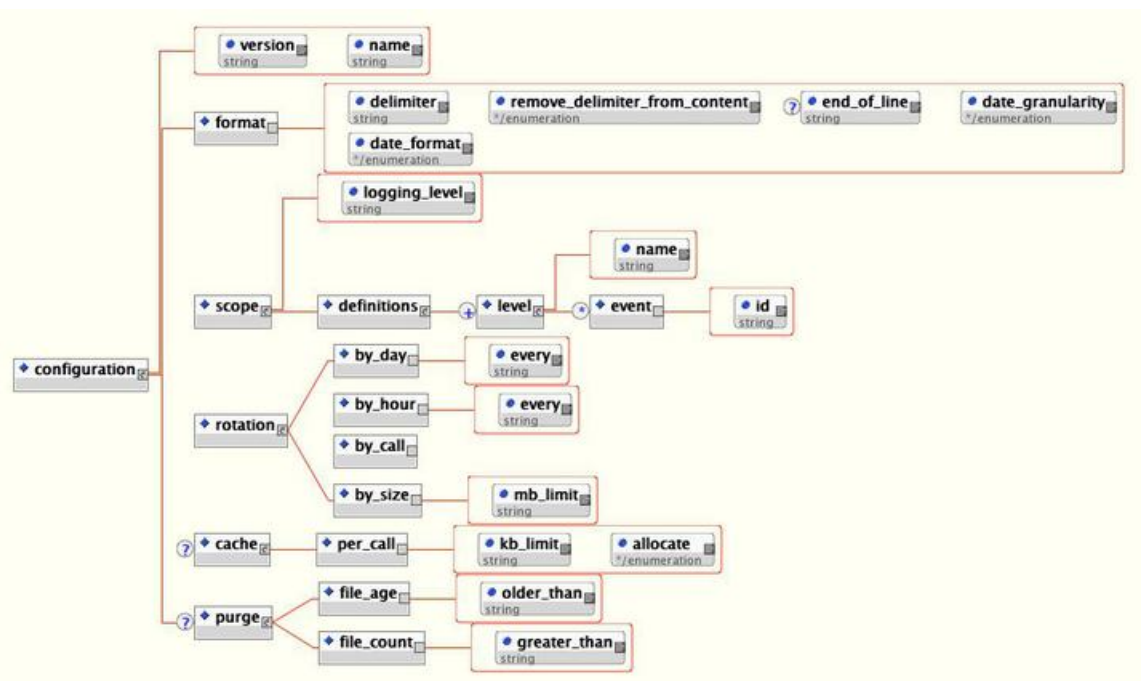 version name
string string
delimiter remove_delimiter_from_content ? end_of_line date_granularity
string */enumeration string */enumeration
format
date_format
*/enumeration
logging_level
string
name
string
scope definitions + level * event id
string
configuration
by_day every
string
by_hour every
string
rotation
by_call
by_size mb_limit
string
? cache per_call kb_limit allocate
string */enumeration
file_age older_than
string
? purge
file_count greater_than
string